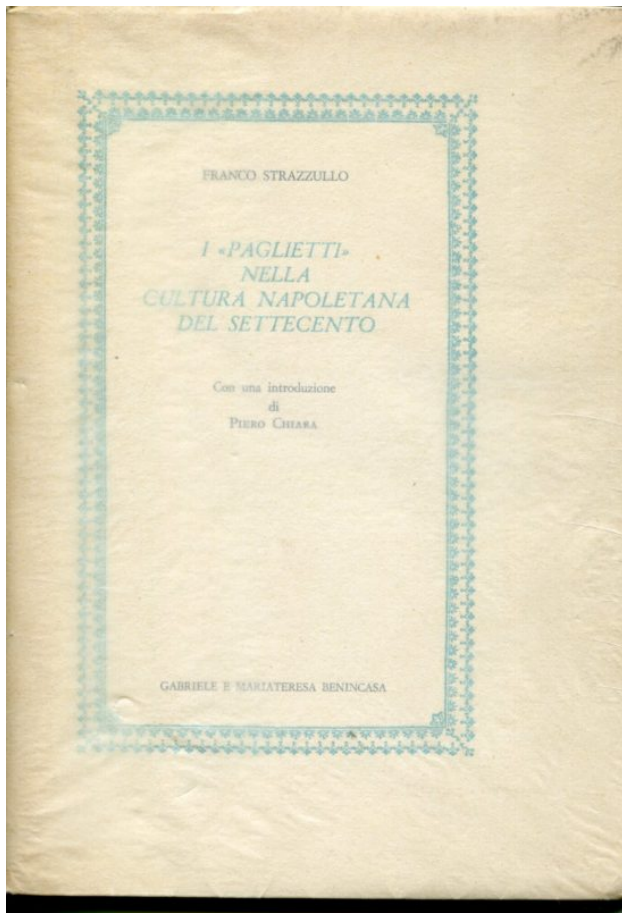 FRANCO STRAZZULLO
I «PAGLIETTI»
NELLA
CULTURA NAPOLETANA
DEL SETTECENTO
Con una introduzione
di
PIERO CHIARA
GABRIELE E MARIATERESA BENINCASA